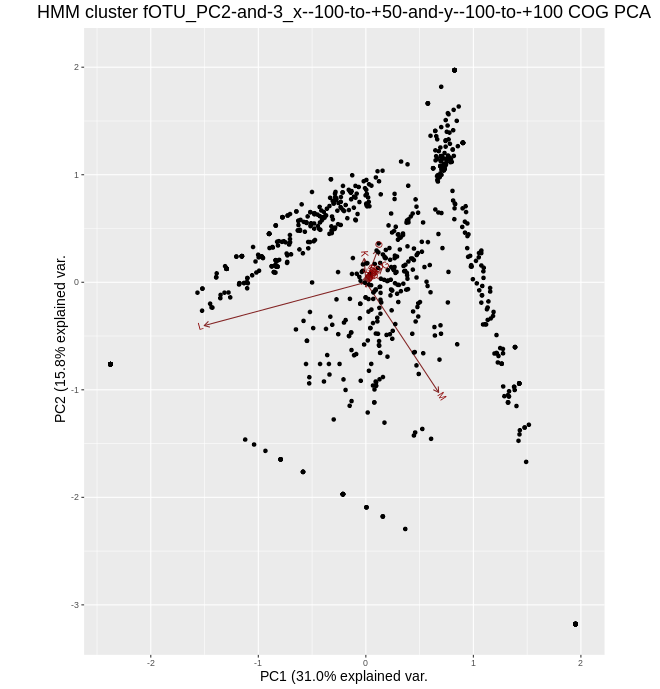 HMM cluster fOTU_PC2-and-3_x--100-to-+50-and-y--100-to-+100 COG PCA
2
1
0
-1
-2
-3
PC2 (15.8% explained var.
L
M
K
-2
-1
0
1
2
PC1 (31.0% explained var.